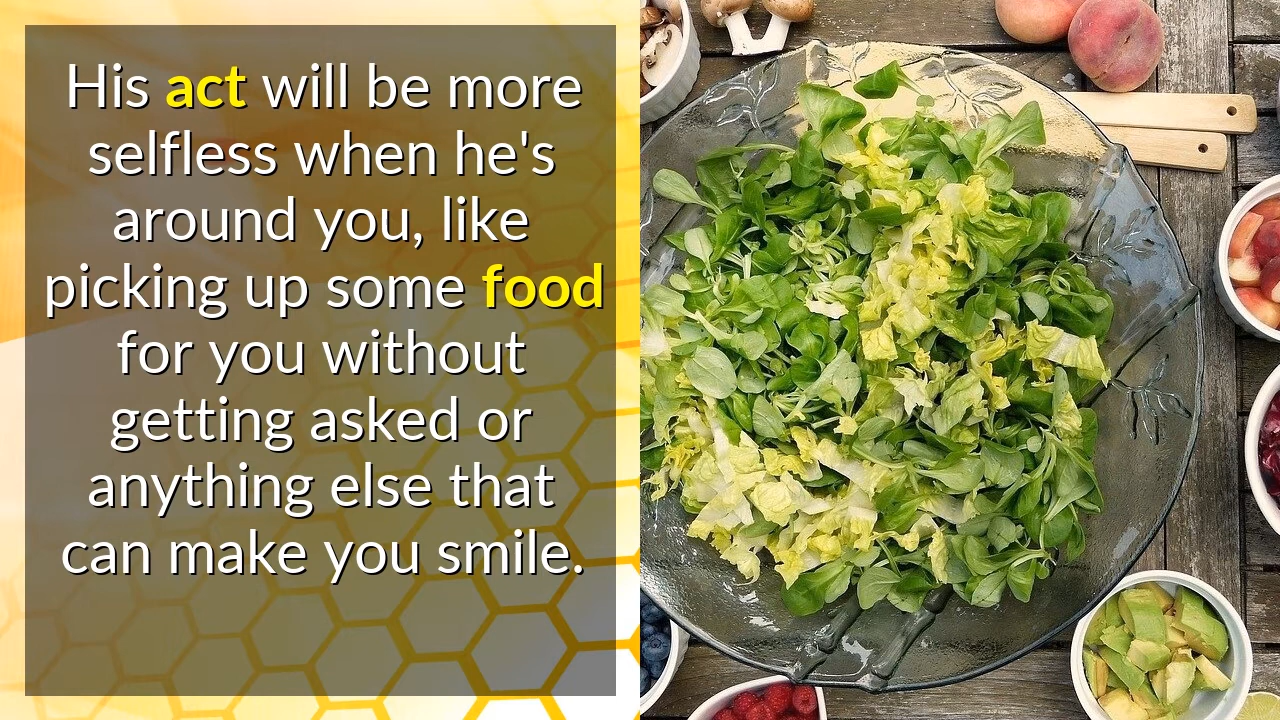 His act will be more
selfless when he's
around you, like
picking up some food
for you without
getting asked or
anything else that
can make you smile.